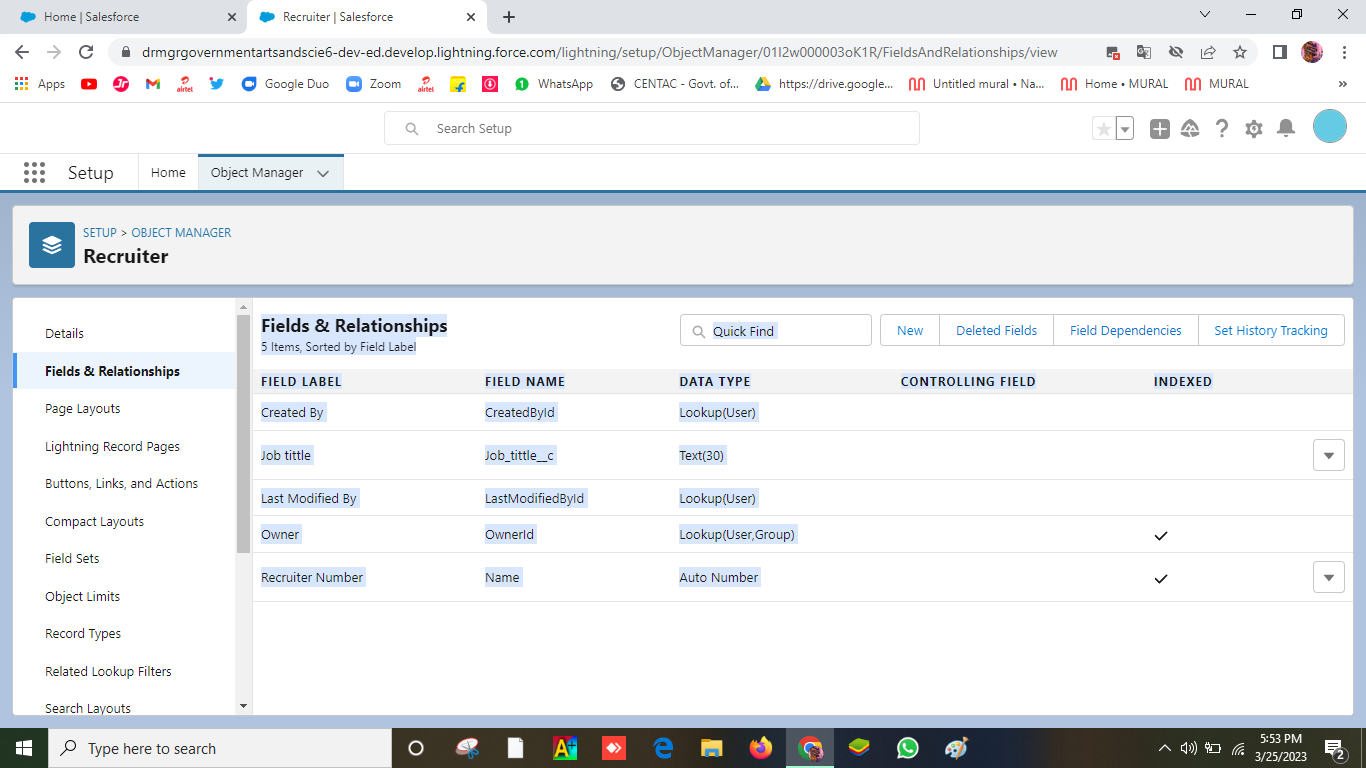 Home | Salesforce
Recruiter | Salesforce
drmgrgovernmentartsandscie6-dev-ed.develop.lightning.force.com/lightning/setup/ObjectManager/01I2w000003oK1R/FieldsAndRelationships/view
Apps
airtel
Google Duo
Zoom
airtel
WhatsApp
CENTAC - Govt. of...
https://drive.google...
Untitled mural • Na...
Home • MURAL
MURAL
»
Search Setup
Setup
Home
Object Manager
SETUP > OBJECT MANAGER
Recruiter
Details
Fields & Relationships
Page Layouts
Lightning Record Pages
Buttons, Links, and Actions
Compact Layouts
Field Sets
Object Limits
Record Types
Related Lookup Filters
Search Layouts
Fields & Relationships
5 Items, Sorted by Field Label
Quick Find
New
Deleted Fields
Field Dependencies
Set History Tracking
FIELD LABEL FIELD NAME DATA TYPE CONTROLLING FIELD INDEXED
Created By CreatedById Lookup(User)
Job tittle Job_tittle__c Text(30)
Last Modified By LastModifiedById Lookup(User)
Owner OwnerId Lookup(User,Group)
Recruiter Number Name Auto Number
Type here to search
5:53 PM
3/25/2023
2